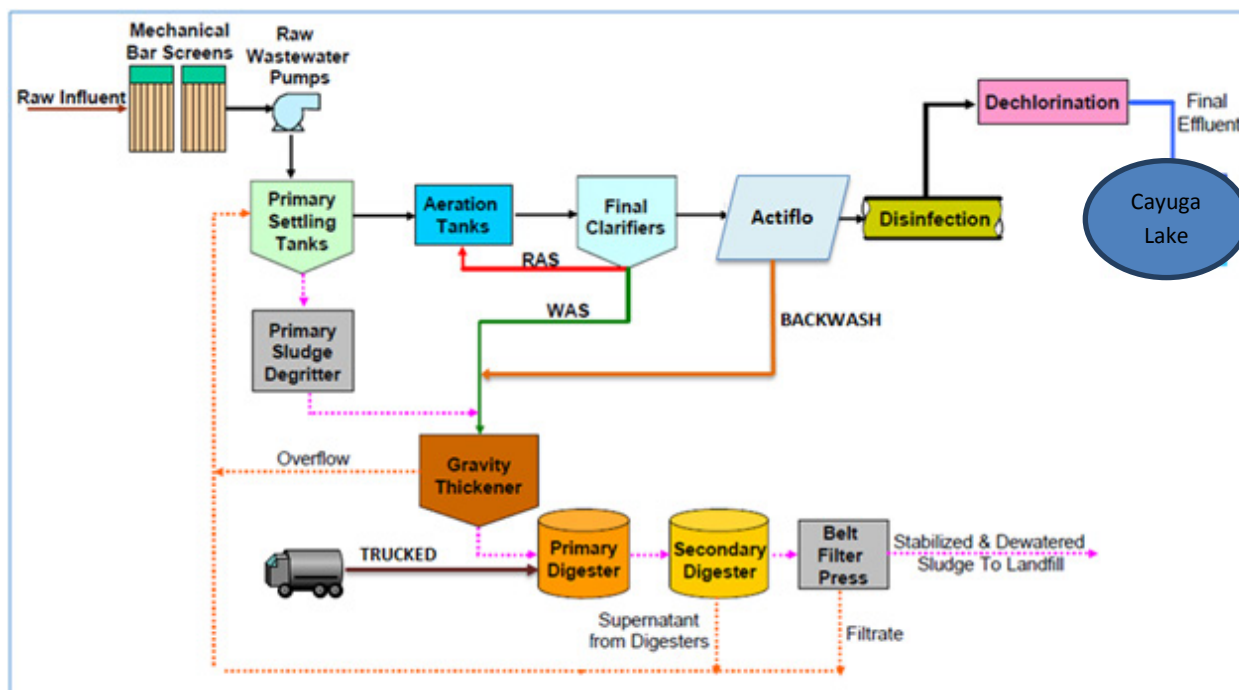 Mechanical
Bar Screens
Raw
Wastewater
Pumps
Raw Influent
Dechlorination
Final
Effluent
Primary
Settling
Tanks
Aeration
Tanks
Final
Clarifiers
Actiflo
Disinfection
Cayuga
Lake
RAS
WAS
BACKWASH
Primary
Sludge
Degritter
Overflow
Gravity
Thickener
TRUCKED
Primary
Digester
Secondary
Digester
Belt
Filter
Press
Stabilized & Dewatered
Sludge To Landfill
Supernatant
from Digesters
Filtrate